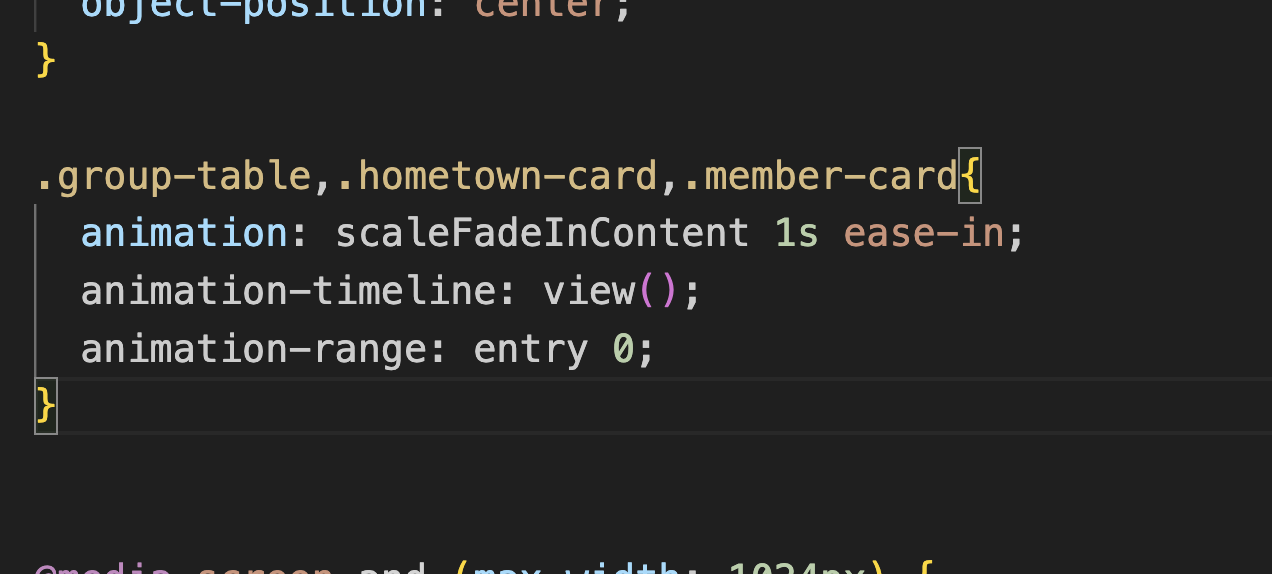 object-position: center;
}
.group-table,.hometown-card,.member-card{
animation: scaleFadeInContent 1s ease-in;
animation-timeline: view();
animation-range: entry 0;
}
@media screen and (max-width: 1024px) {